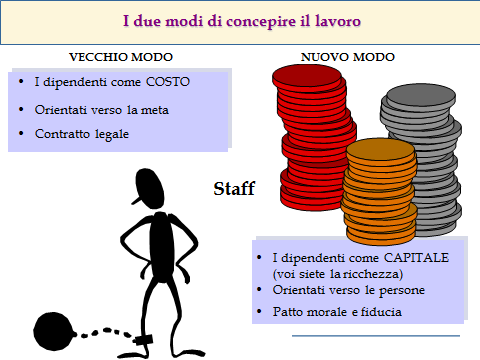 I due modi di concepire il lavoro
VECCHIO MODO
• I dipendenti come COSTO
• Orientati verso la meta
• Contratto legale
NUOVO MODO
Staff
• I dipendenti come CAPITALE
(voi siete la ricchezza)
• Orientati verso le persone
• Patto morale e fiducia